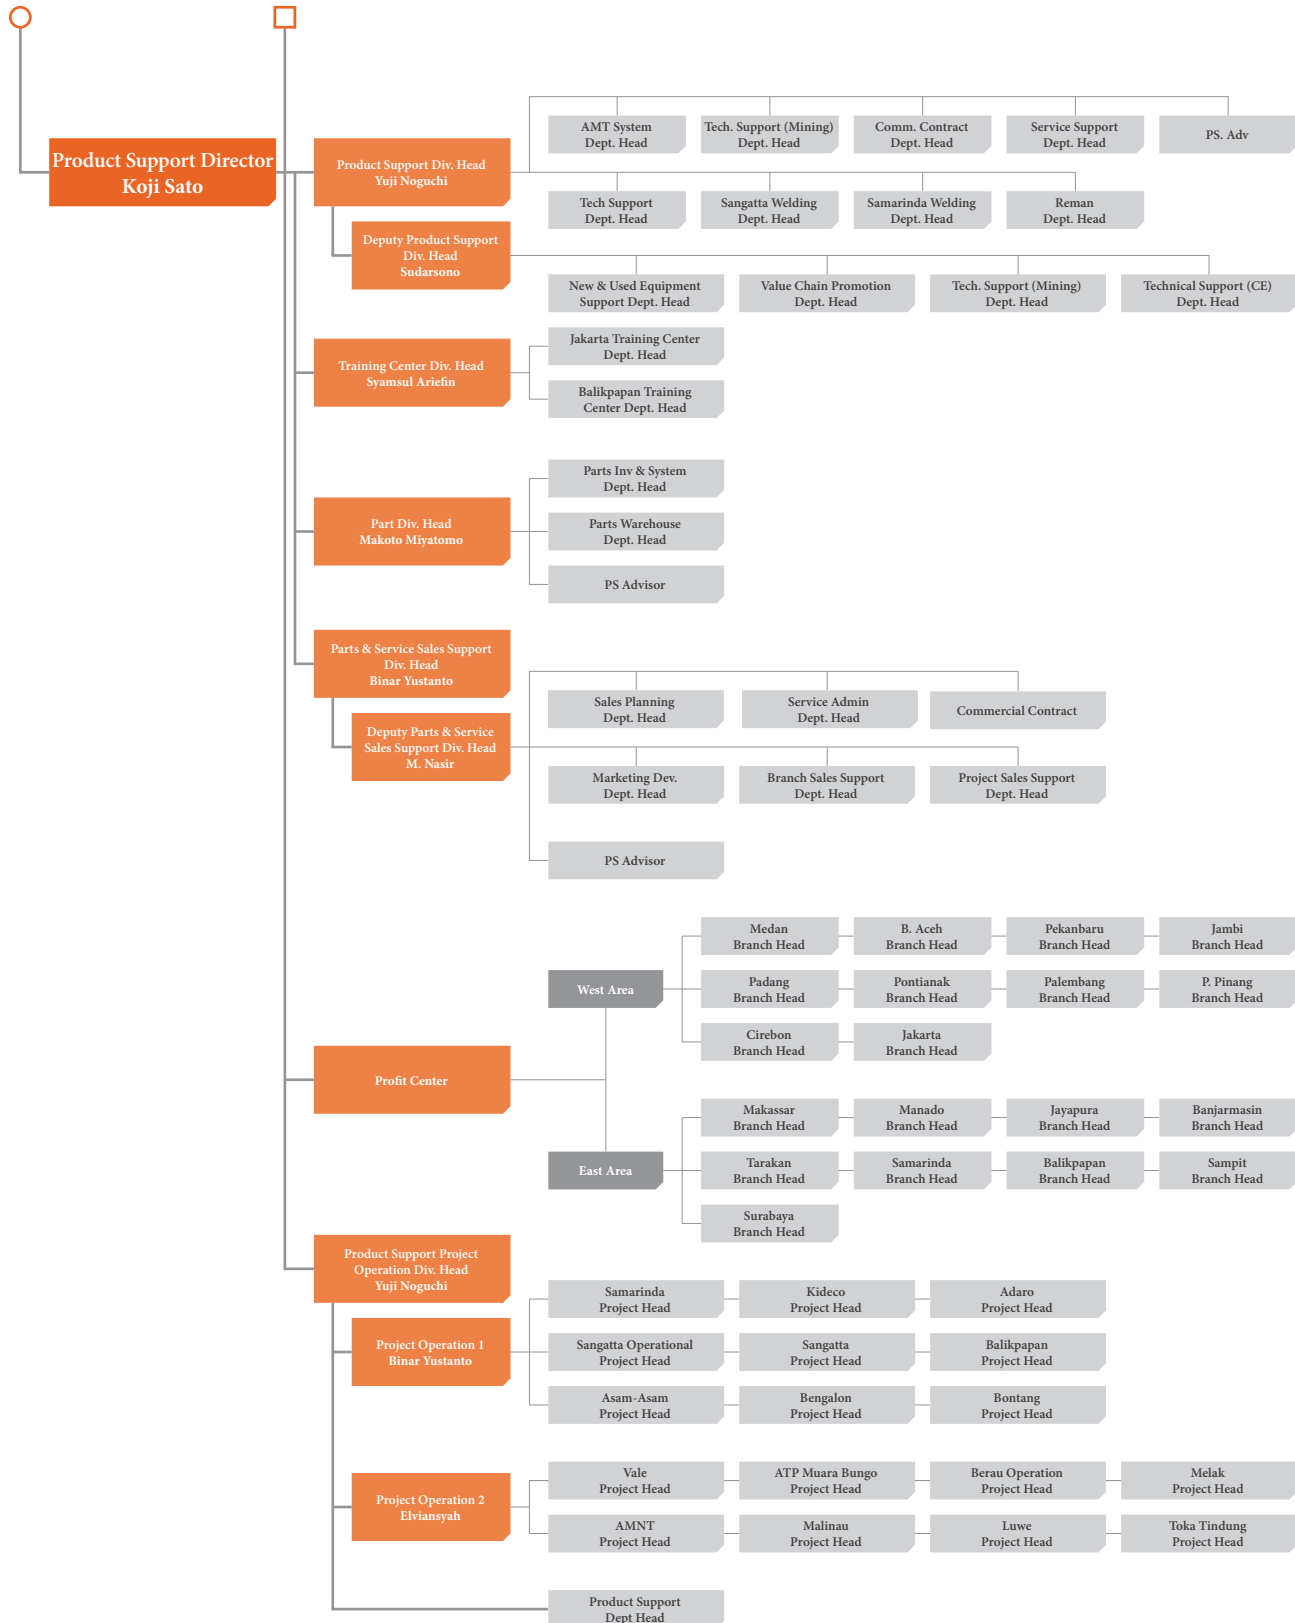 Product Support Director
Koji Sato
Product Support Div. Head
Yuji Noguchi
AMT System
Dept. Head
Tech. Support (Mining)
Dept. Head
Comm. Contract
Dept. Head
Service Support
Dept. Head
PS. Adv
Tech Support
Dept. Head
Sangatta Welding
Dept. Head
Samarinda Welding
Dept. Head
Reman
Dept. Head
Deputy Product Support
Div. Head
Sudarsono
New & Used Equipment
Support Dept. Head
Value Chain Promotion
Dept. Head
Tech. Support (Mining)
Dept. Head
Technical Support (CE)
Dept. Head
Training Center Div. Head
Syamsul Ariefin
Jakarta Training Center
Dept. Head
Balikpapan Training
Center Dept. Head
Part Div. Head
Makoto Miyatomo
Parts Inv & System
Dept. Head
Parts Warehouse
Dept. Head
PS Advisor
Parts & Service Sales Support
Div. Head
Binar Yustanto
Deputy Parts & Service
Sales Support Div. Head
M. Nasir
Sales Planning
Dept. Head
Service Admin
Dept. Head
Commercial Contract
Marketing Dev.
Dept. Head
Branch Sales Support
Dept. Head
Project Sales Support
Dept. Head
PS Advisor
Profit Center
West Area
Medan
Branch Head
B. Aceh
Branch Head
Pekanbaru
Branch Head
Jambi
Branch Head
Padang
Branch Head
Pontianak
Branch Head
Palembang
Branch Head
P. Pinang
Branch Head
Cirebon
Branch Head
Jakarta
Branch Head
East Area
Makassar
Branch Head
Manado
Branch Head
Jayapura
Branch Head
Banjarmasin
Branch Head
Tarakan
Branch Head
Samarinda
Branch Head
Balikpapan
Branch Head
Sampit
Branch Head
Surabaya
Branch Head
Product Support Project
Operation Div. Head
Yuji Noguchi
Project Operation 1
Binar Yustanto
Samarinda
Project Head
Kideco
Project Head
Adaro
Project Head
Sangatta Operational
Project Head
Sangatta
Project Head
Balikpapan
Project Head
Asam-Asam
Project Head
Bengalon
Project Head
Bontang
Project Head
Project Operation 2
Elviansyah
Vale
Project Head
ATP Muara Bungo
Project Head
Berau Operation
Project Head
Melak
Project Head
AMNT
Project Head
Malinau
Project Head
Luwe
Project Head
Toka Tindung
Project Head
Product Support
Dept Head